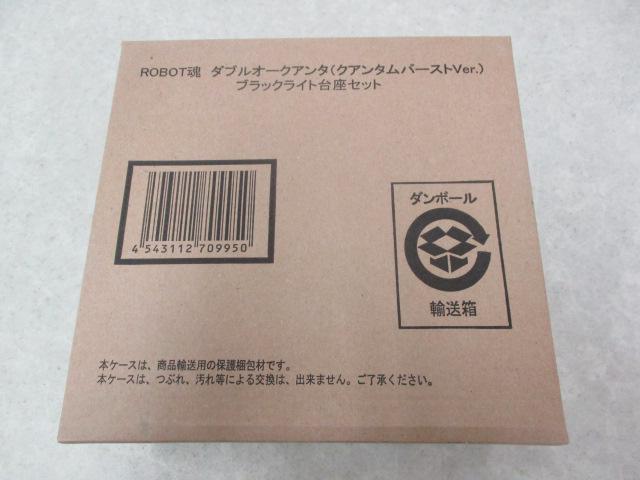 ROBOT魂 ダブルオークアンタ(クアンタムバーストVer.)
ブラックライト台座セット
4 543112 709950
ダンボール
輸送箱
本ケースは、商品輸送用の保護梱包材です。
本ケースは、つぶれ、汚れ等による交換は、出来ません。ご了承ください。